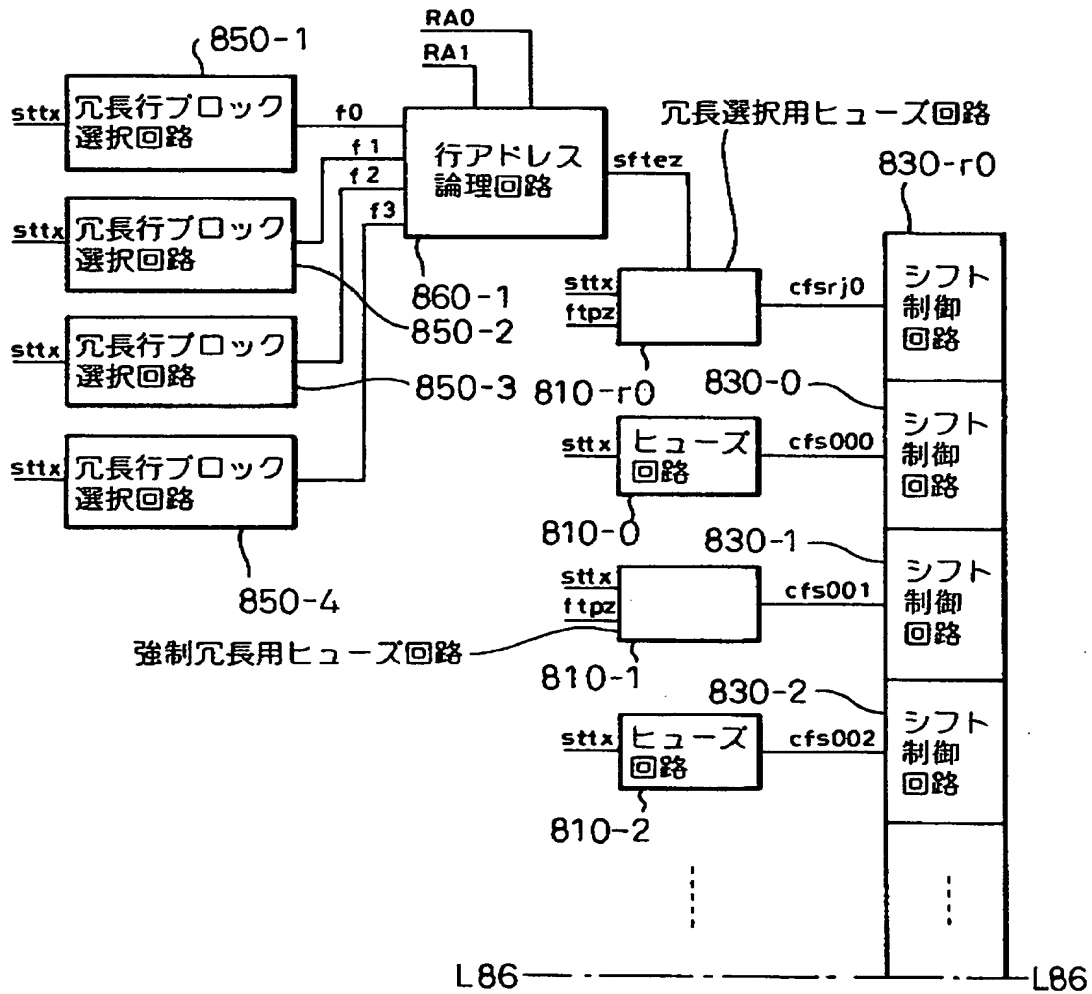 RA0
850-1
RA1
sttx
冗長行ブロック
選択回路
f0
冗長選択用ヒューズ回路
f1
行アドレス
論理回路
sftez
830-r0
f2
sttx
冗長行ブロック
選択回路
f3
860-1
850-2
sttx
ftpz
cfsrj0
シフト
制御
回路
sttx
冗長行ブロック
選択回路
850-3
810-r0
830-0
sttx
ヒューズ
回路
cfs000
シフト
制御
回路
sttx
冗長行ブロック
選択回路
810-0
830-1
850-4
sttx
ftpz
cfs001
シフト
制御
回路
強制冗長用ヒューズ回路
810-1
830-2
sttx
ヒューズ
回路
cfs002
シフト
制御
回路
810-2
L86
L86